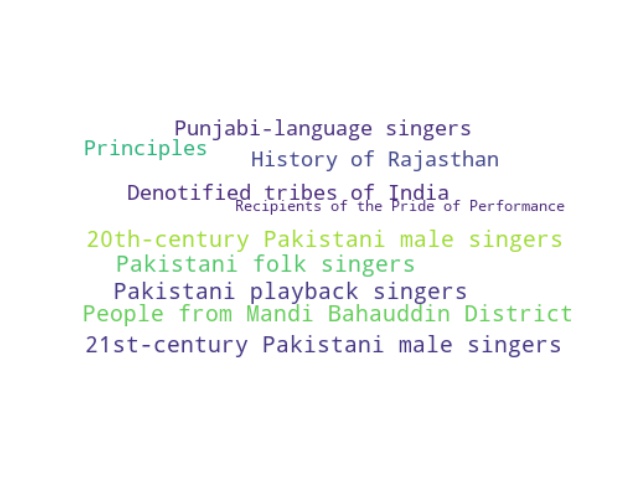 Punjabi-language singers
Principles
History of Rajasthan
Denotified tribes of India
Recipients of the Pride of Performance
20th-century Pakistani male singers
Pakistani folk singers
Pakistani playback singers
People from Mandi Bahauddin District
21st-century Pakistani male singers